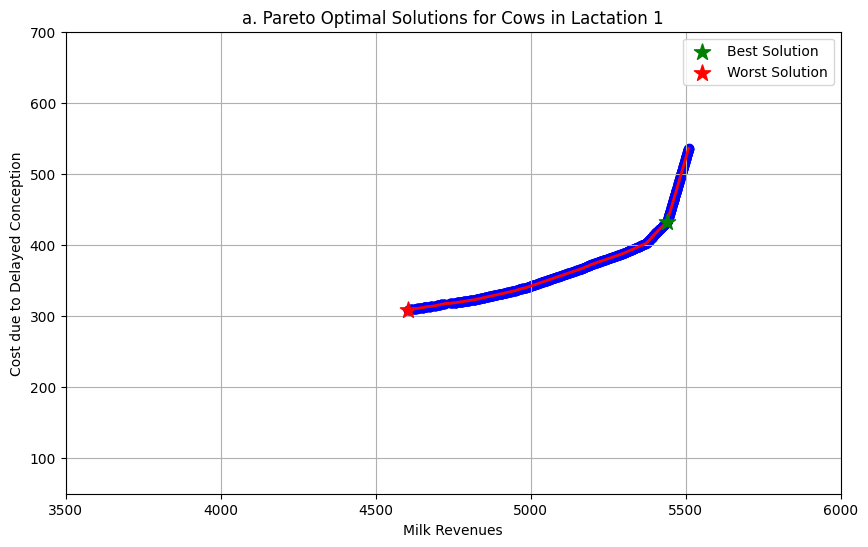 a. Pareto Optimal Solutions for Cows in Lactation 1
700
600
500
400
300
200
100
Cost due to Delayed Conception
Best Solution
Worst Solution
3500 4000 4500 5000 5500 6000
Milk Revenues